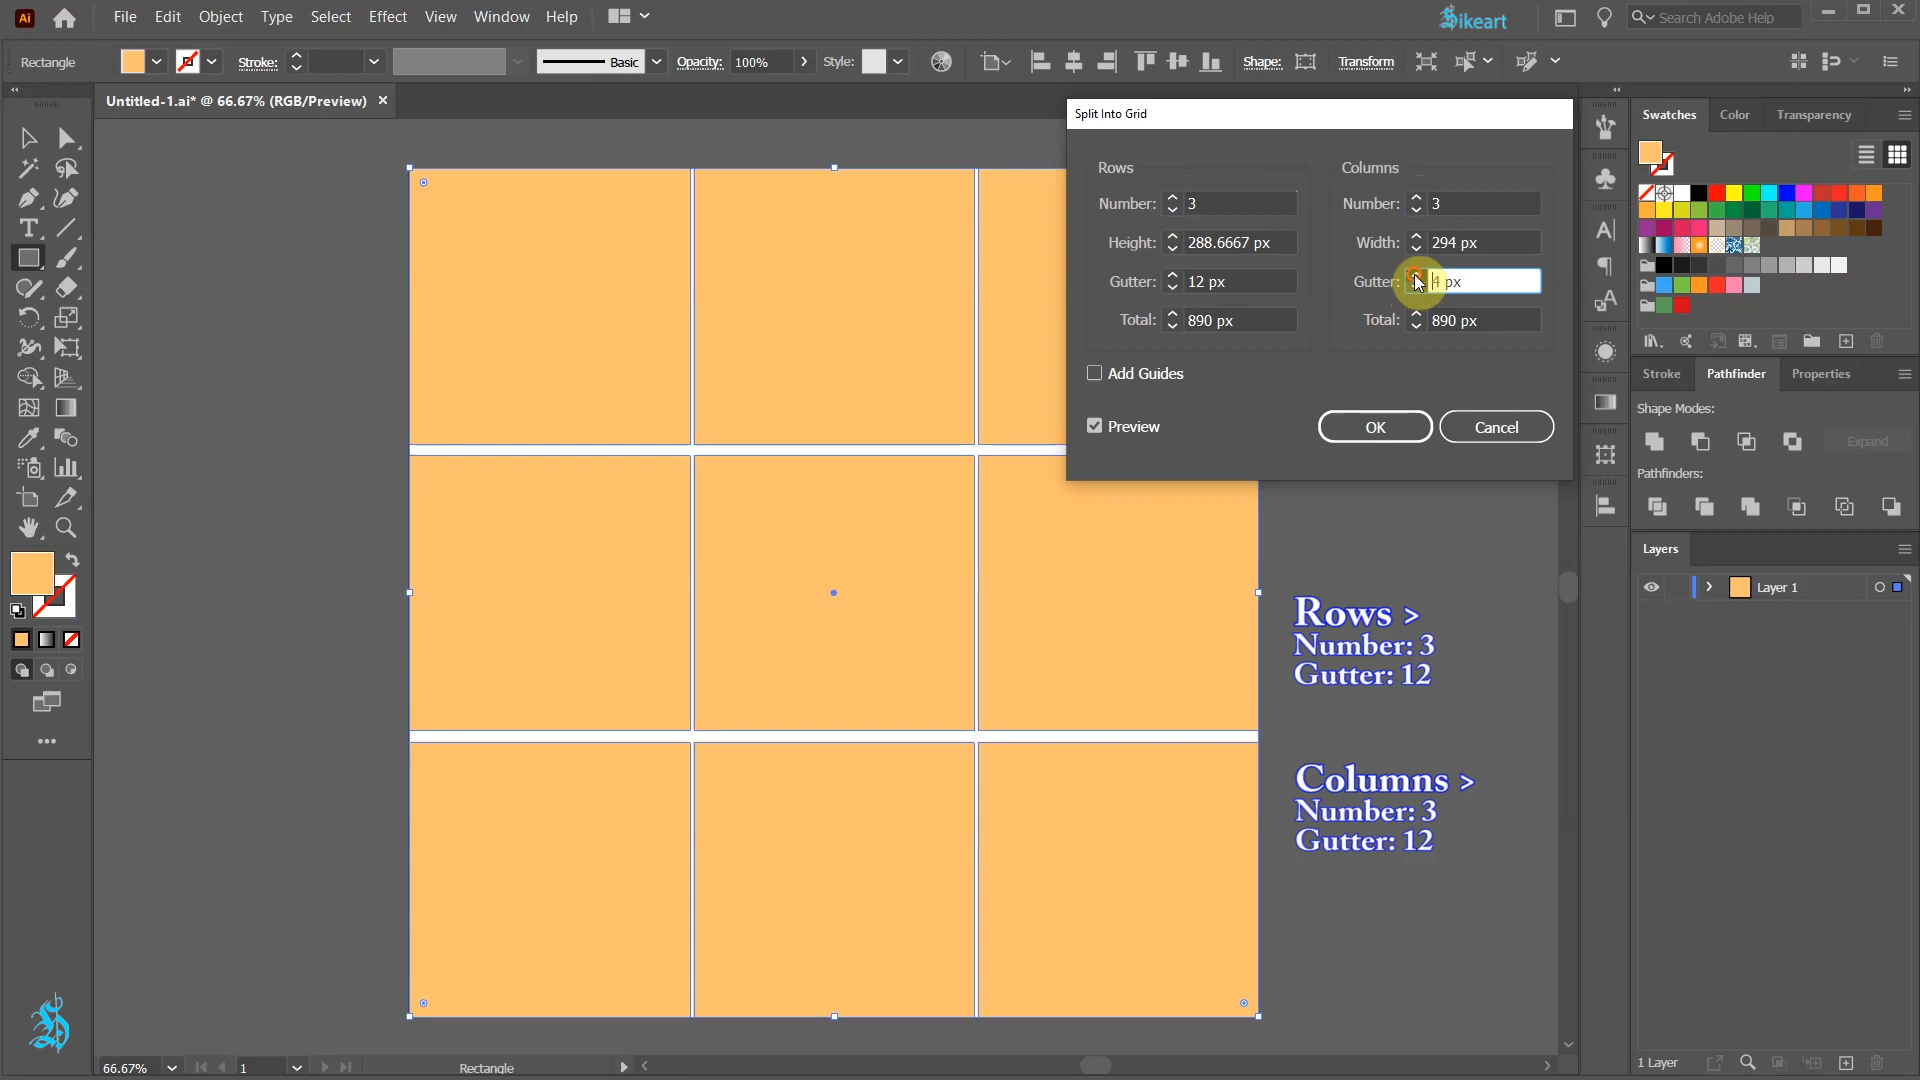 Ai File Edit Object Type Select Effect View Window Help
ikeart
Search Adobe Help
Rectangle Stroke: Basic Opacity: 100% Style: Shape: Transform
Untitled-1.ai* @ 66.67% (RGB/Preview)
Split Into Grid
Rows Columns
Number: 3 Number: 3
Height: 288.6667 px Width: 294 px
Gutter: 12 px Gutter: 4 px
Total: 890 px Total: 890 px
Add Guides
Preview OK Cancel
Swatches Color Transparency
Stroke Pathfinder Properties
Shape Modes:
Expand
Pathfinders:
Layers
Layer 1
Rows >
Number: 3
Gutter: 12
Columns >
Number: 3
Gutter: 12
66.67% 1 Rectangle
1 Layer